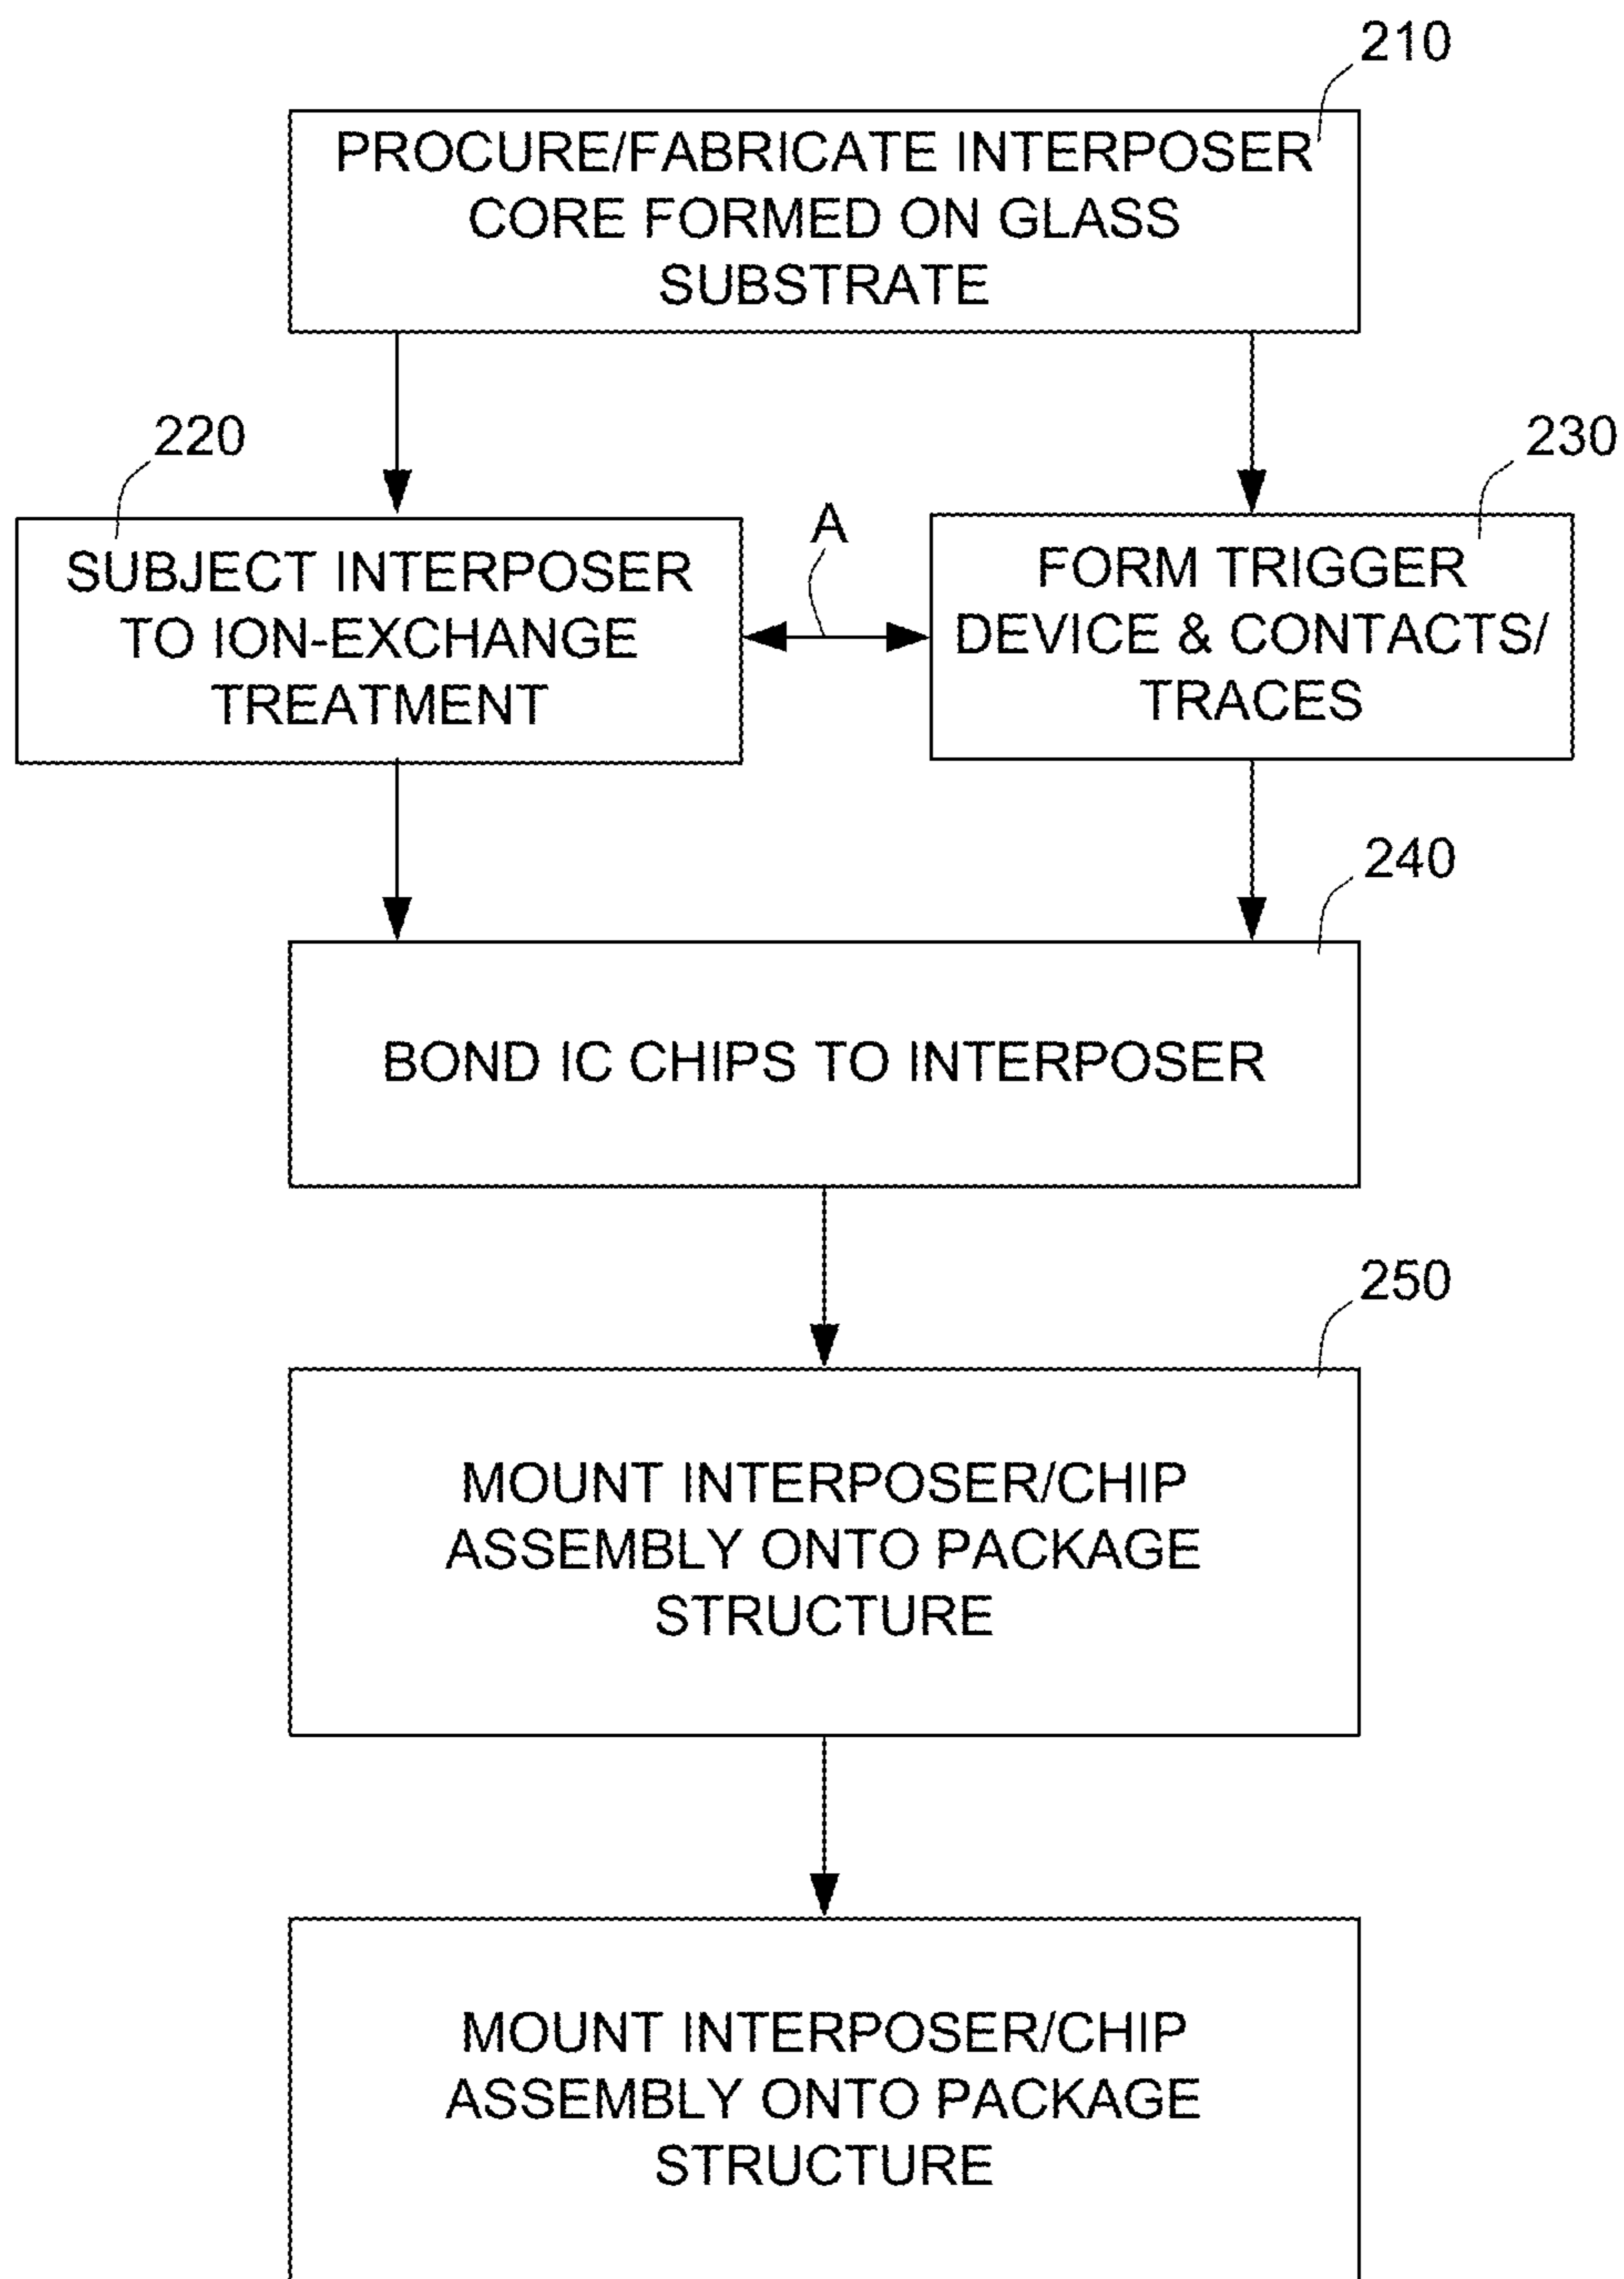 210
PROCURE/FABRICATE INTERPOSER
CORE FORMED ON GLASS
SUBSTRATE
220
230
A
SUBJECT INTERPOSER
TO ION-EXCHANGE
TREATMENT
FORM TRIGGER
DEVICE & CONTACTS/
TRACES
240
BOND IC CHIPS TO INTERPOSER
250
MOUNT INTERPOSER/CHIP
ASSEMBLY ONTO PACKAGE
STRUCTURE
MOUNT INTERPOSER/CHIP
ASSEMBLY ONTO PACKAGE
STRUCTURE